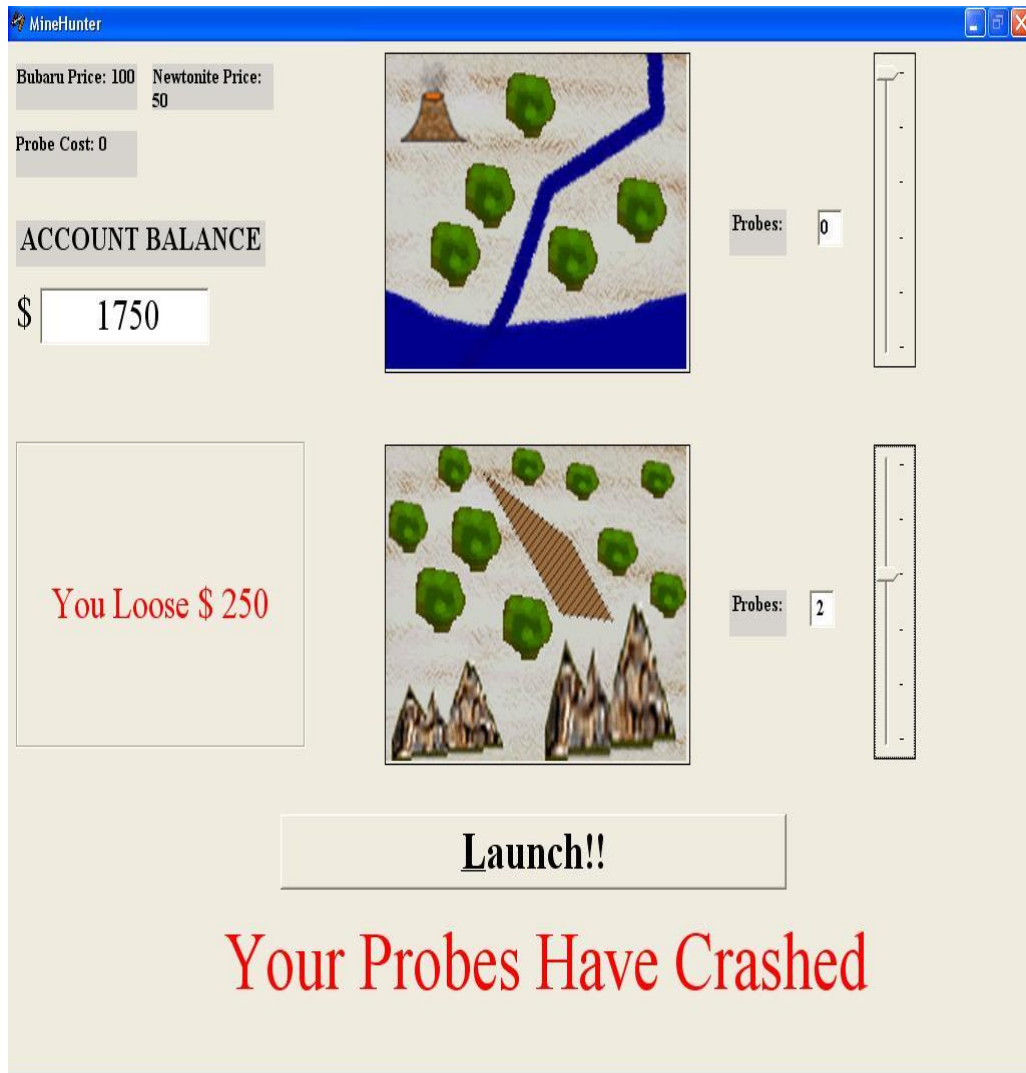 MineHunter
Bubaru Price: 100
Newtonite Price:
50
Probe Cost: 0
ACCOUNT BALANCE
$ 1750
Probes: 0
You Loose $ 250
Probes: 2
Launch!!
Your Probes Have Crashed